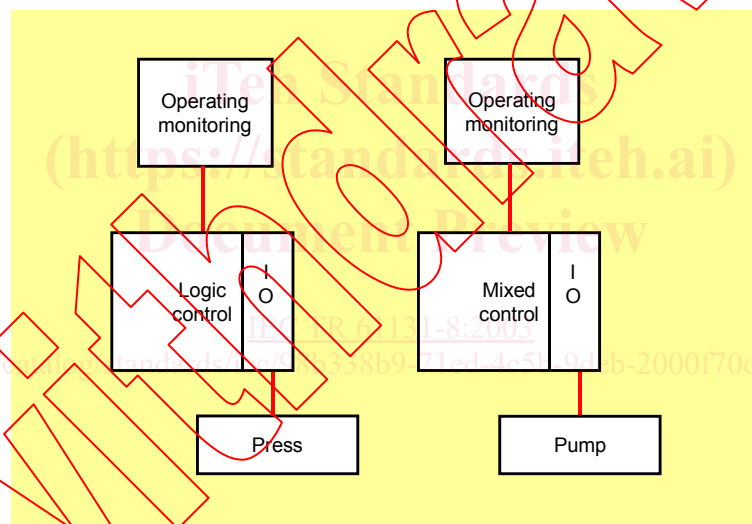 iTeh Standards
(https://standards.iteh.ai)
Document Preview
Operating
monitoring
Operating
monitoring
Logic
control
I
O
Mixed
control
I
O
IEC TR 61131-8:2003
Press
Pump